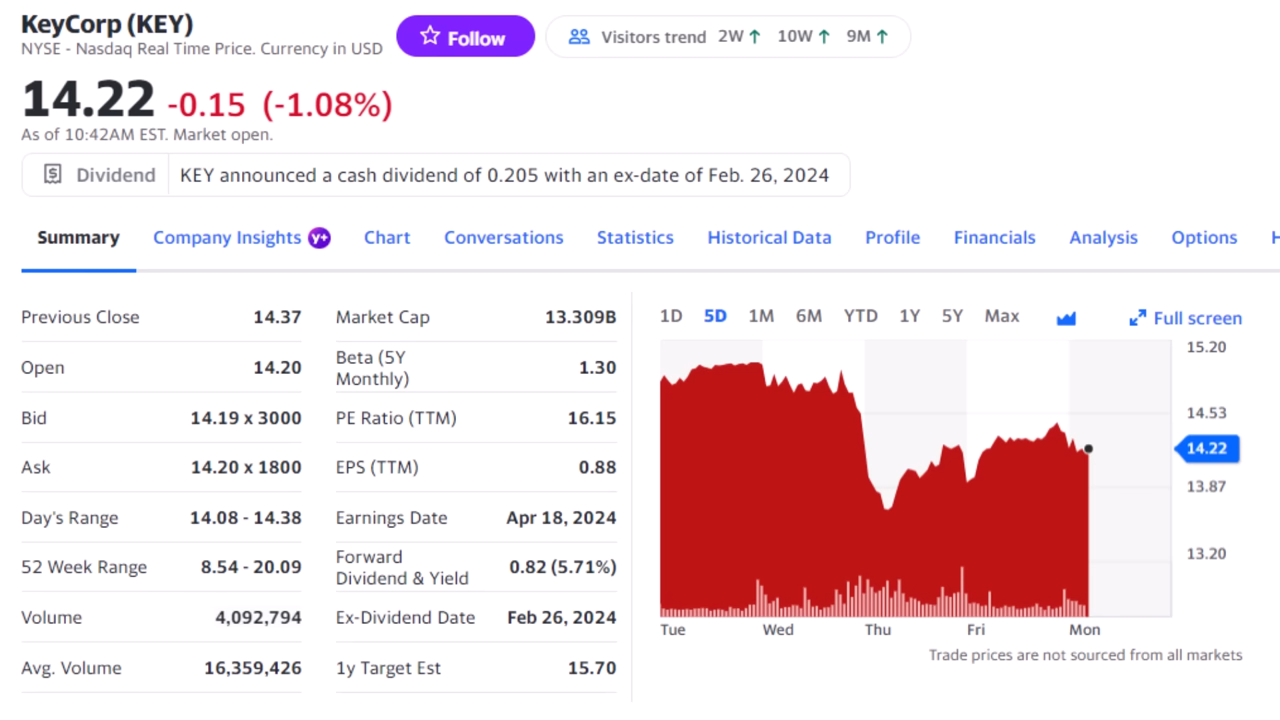 KeyCorp (KEY)
NYSE - Nasdaq Real Time Price. Currency in USD
Follow
Visitors trend 2W 10W 9M
14.22 -0.15 (-1.08%)
As of 10:42AM EST. Market open.
Dividend KEY announced a cash dividend of 0.205 with an ex-date of Feb. 26, 2024
Summary Company Insights y+ Chart Conversations Statistics Historical Data Profile Financials Analysis Options
Previous Close 14.37
Open 14.20
Bid 14.19 x 3000
Ask 14.20 x 1800
Day's Range 14.08 - 14.38
52 Week Range 8.54 - 20.09
Volume 4,092,794
Avg. Volume 16,359,426
Market Cap 13.309B
Beta (5Y
Monthly) 1.30
PE Ratio (TTM) 16.15
EPS (TTM) 0.88
Earnings Date Apr 18, 2024
Forward
Dividend & Yield 0.82 (5.71%)
Ex-Dividend Date Feb 26, 2024
1y Target Est 15.70
1D 5D 1M 6M YTD 1Y 5Y Max Full screen
15.20
14.53
14.22
13.87
13.20
Tue Wed Thu Fri Mon
Trade prices are not sourced from all markets